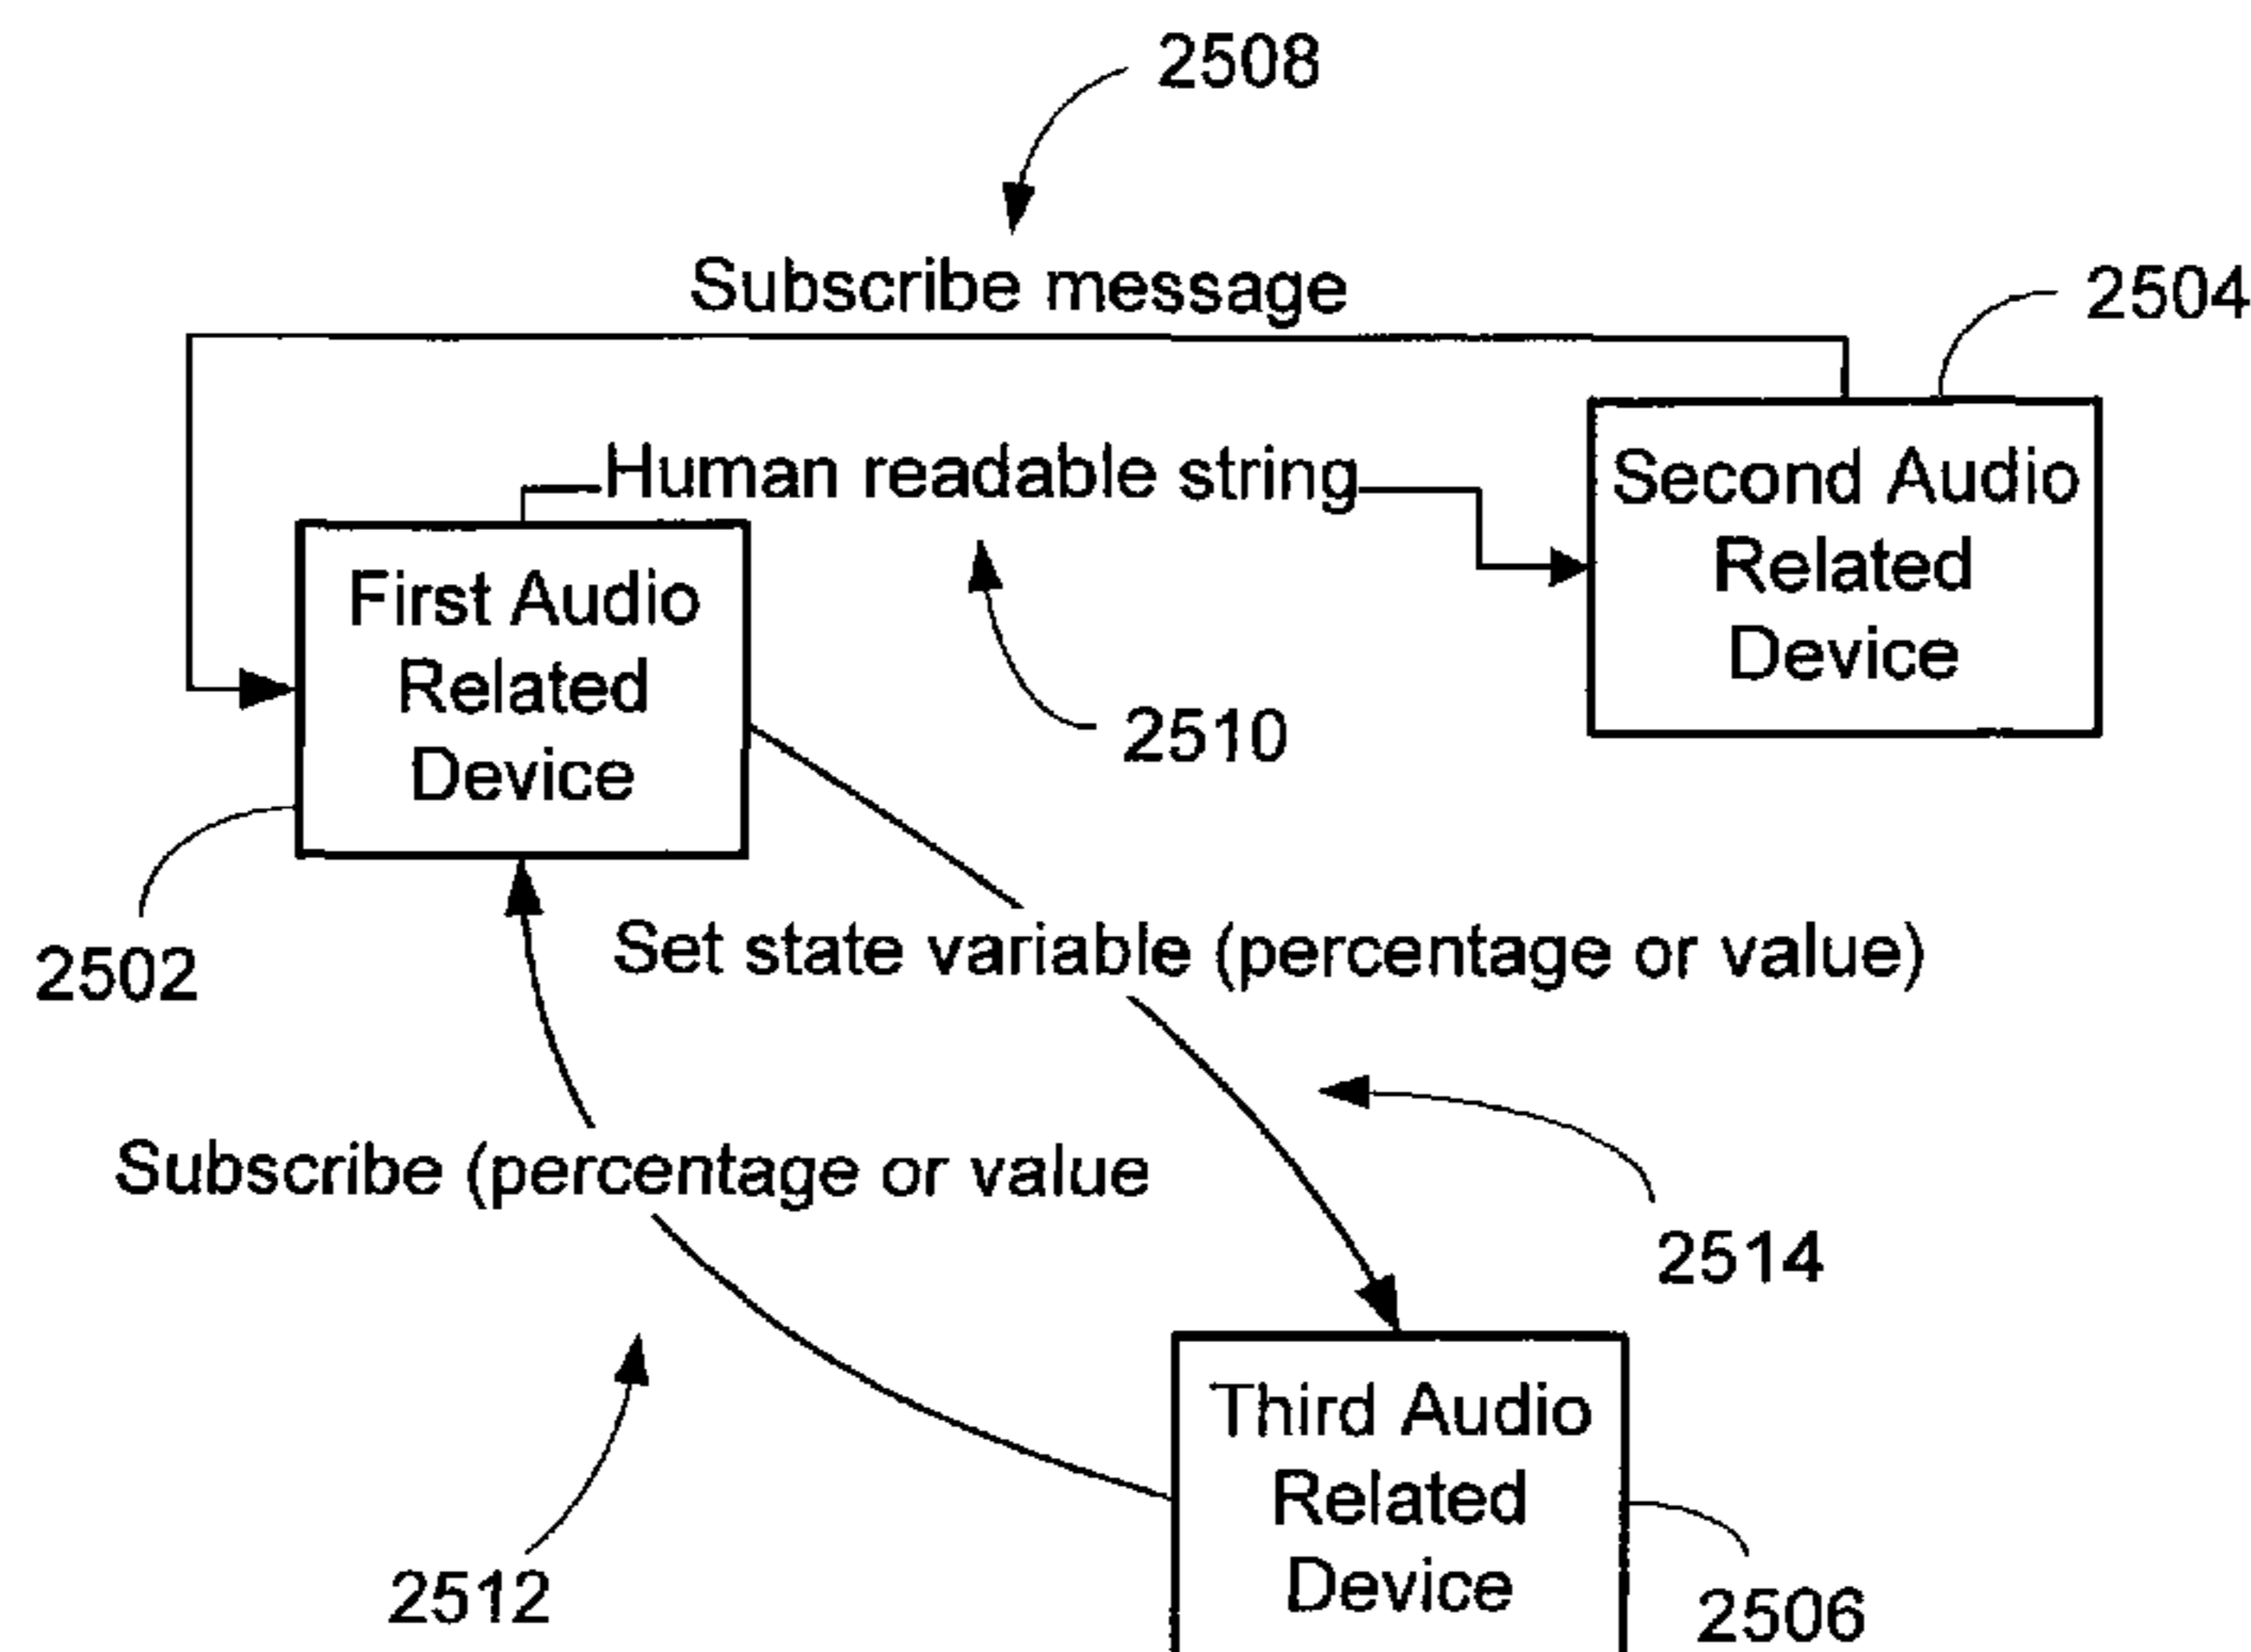 2508
Subscribe message
2504
Human readable string
Second Audio
Related
Device
First Audio
Related
Device
2510
2502
Set state variable (percentage or value)
Subscribe (percentage or value
2514
Third Audio
Related
Device
2512
2506